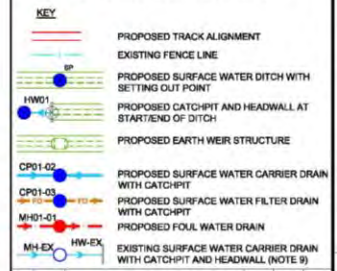 KEY
PROPOSED TRACK ALIGNMENT
EXISTING FENCE LINE
SP
PROPOSED SURFACE WATER DITCH WITH
SETTING OUT POINT
HW01
PROPOSED CATCHPIT AND HEADWALL AT
START/END OF DITCH
PROPOSED EARTH WEIR STRUCTURE
CP01-02
PROPOSED SURFACE WATER CARRIER DRAIN
WITH CATCHPIT
CP01-03
FD FD
PROPOSED SURFACE WATER FILTER DRAIN
WITH CATCHPIT
MH01-01
PROPOSED FOUL WATER DRAIN
MH-EX HW-EX
EXISTING SURFACE WATER CARRIER DRAIN
WITH CATCHPIT AND HEADWALL (NOTE 9)